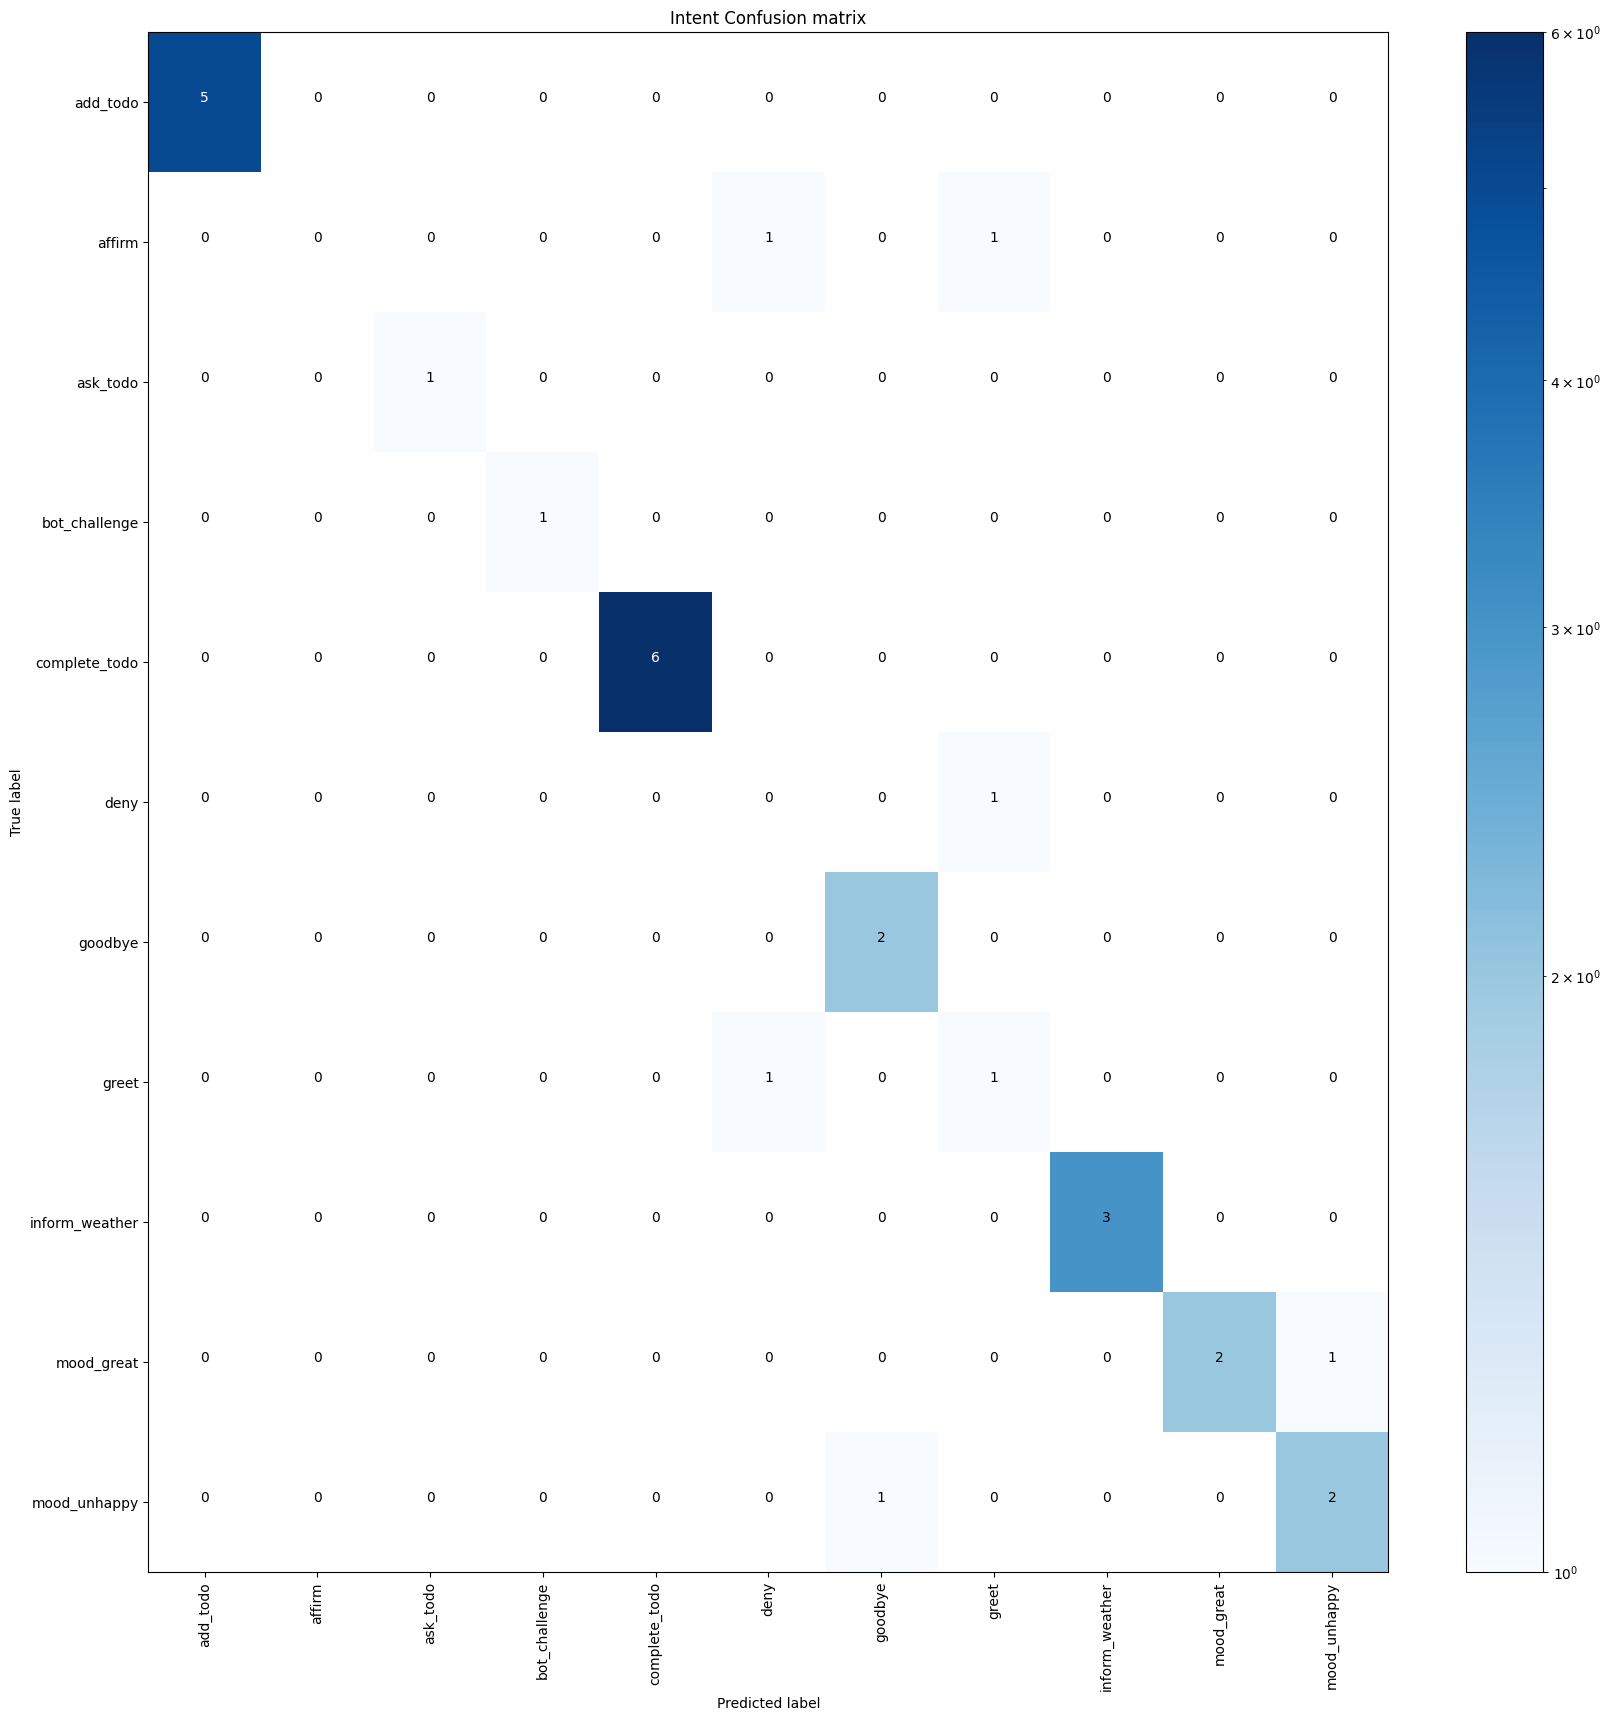 Intent Confusion matrix
add_todo 5 0 0 0 0 0 0 0 0 0 0
affirm 0 0 0 0 0 1 0 1 0 0 0
ask_todo 0 0 1 0 0 0 0 0 0 0 0
bot_challenge 0 0 0 1 0 0 0 0 0 0 0
complete_todo 0 0 0 0 6 0 0 0 0 0 0
deny 0 0 0 0 0 0 0 1 0 0 0
goodbye 0 0 0 0 0 0 2 0 0 0 0
greet 0 0 0 0 0 1 0 1 0 0 0
inform_weather 0 0 0 0 0 0 0 0 3 0 0
mood_great 0 0 0 0 0 0 0 0 0 2 1
mood_unhappy 0 0 0 0 0 0 1 0 0 0 2
True label
add_todo
affirm
ask_todo
bot_challenge
complete_todo
deny
goodbye
greet
inform_weather
mood_great
mood_unhappy
Predicted label
6 × 10⁰
4 × 10⁰
3 × 10⁰
2 × 10⁰
10⁰